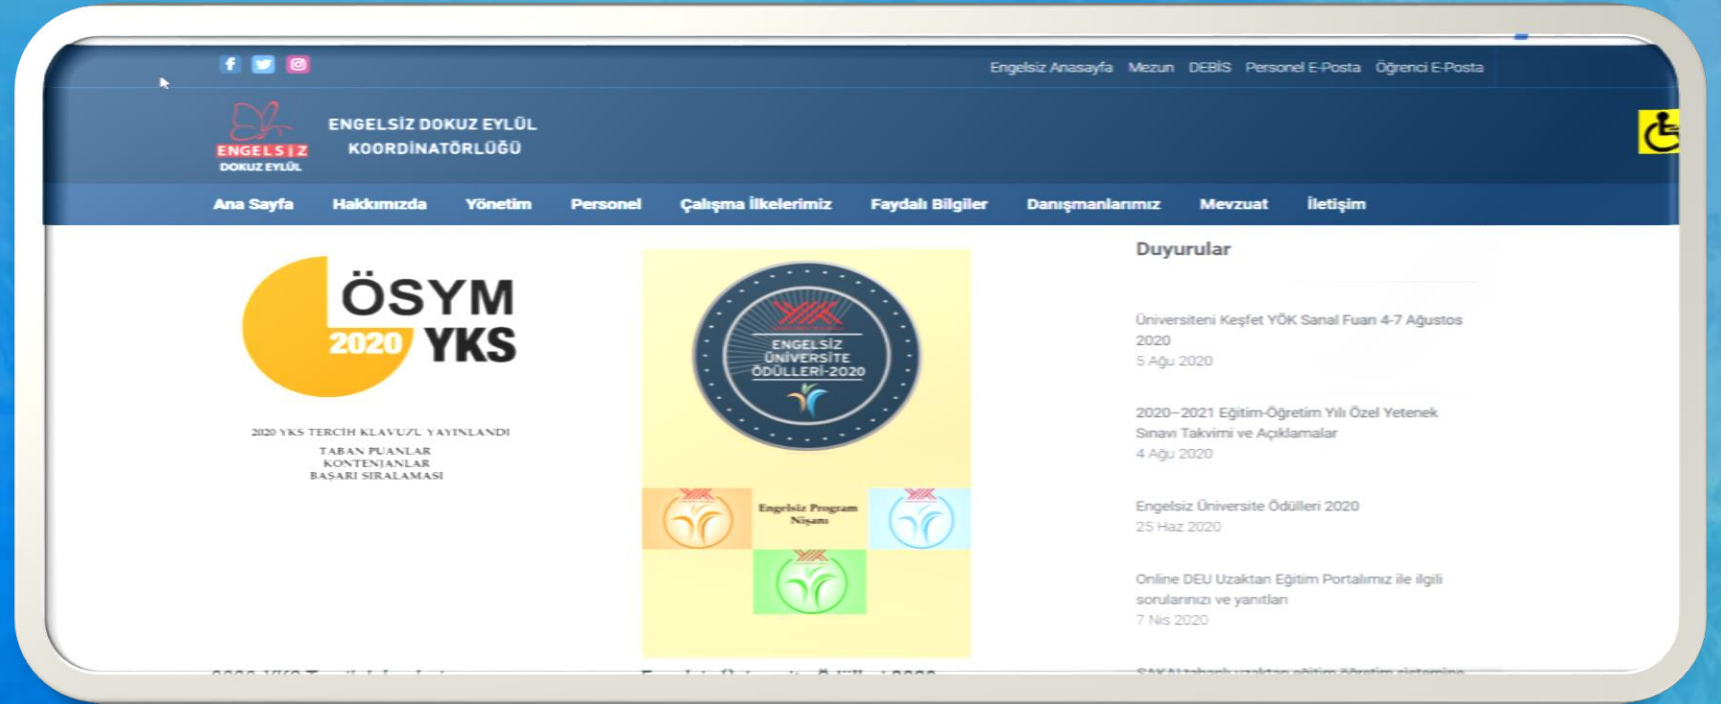 Engelsiz Anasayfa Mezun DEBİS Personel E-Posta Öğrenci E-Posta
ENGELSİZ
DOKUZ EYLÜL
ENGELSİZ DOKUZ EYLÜL
KOORDİNATÖRLÜĞÜ
Ana Sayfa Hakkımızda Yönetim Personel Çalışma İlkelerimiz Faydalı Bilgiler Danışmanlarımız Mevzuat İletişim
ÖSYM
2020 YKS
2020 YKS TERCİH KLAVUZU YAYINLANDI
TABAN PUANLAR
KONTENJANLAR
BAŞARI SIRALAMASI
ENGELSİZ
ÜNİVERSİTE
ÖDÜLLERİ-2020
Engelsiz Program
Nişanı
Duyurular
Üniversiteni Keşfet YÖK Sanal Fuarı 4-7 Ağustos
2020
5 Ağu 2020
2020–2021 Eğitim-Öğretim Yılı Özel Yetenek
Sınavı Takvimi ve Açıklamalar
4 Ağu 2020
Engelsiz Üniversite Ödülleri 2020
25 Haz 2020
Online DEU Uzaktan Eğitim Portalımız ile ilgili
sorularınızı ve yanıtları
7 Nis 2020